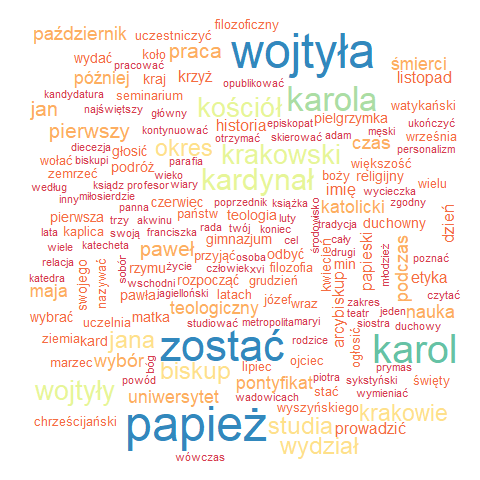 filozoficzny
październik uczestniczyć wojtyła
wydać koło praca
pracować śmierci
później kraj krzyż listopad
kandydatura opublikować
seminarium karola watykański
najświętszy główny kościół
jan pielgrzymka
pierwszy kontynuować historia episkopat ukończyć
otrzymać skierować adam męski
diecezja okres krakowski czas września
wołać biskupi głosić personalizm
parafia większość
zemrzeć podróż kardynał boży religijny
według ksiądz profesor wieko wiary imię wycieczka wielu
inny miłosierdzie
panna czerwiec państw poprzednik książka katolicki zgodny
pierwsza trzy akwinu teologia luty środowisko tradycja dzień
lata kaplica swoją franciszka rada twój koniec duchowny
wiele katecheta gimnazjum cel cały
relacja sobór paweł przyjąć odbyć drugi papieski podczas poznać
swojego rzymu życie człowiek osoba min młodzież
katedra nazywać wschodni rozpocząć xvi filozofia kwiecień etyka
maja pawła jagielloński latach grudzień arcybiskup czytać
wybrać teologiczny józef wraz zakres jeden nauka
uczelnia matka teatr
ziemia kard jana studiować metropolita maryi ogłosić siostra duchowy
zostać rodzice karol
marzec wybór bóg biskup lipiec ojciec prymas
powód piotra sykstyński święty
wojtyły uniwersytet pontyfikat stać wymieniać
wadowicach
wyszyńskiego krakowie
chrześcijański papież studia prowadzić
wydział
wówczas